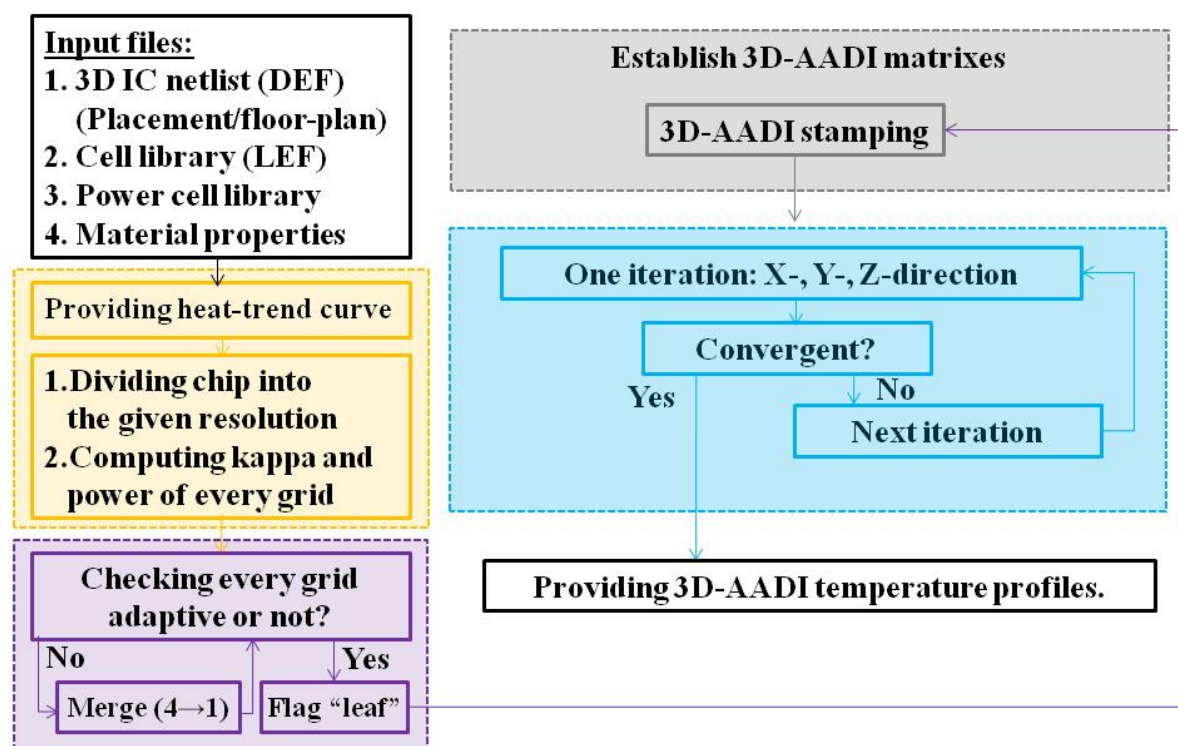 Input files:
1. 3D IC netlist (DEF)
(Placement/floor-plan)
2. Cell library (LEF)
3. Power cell library
4. Material properties
Providing heat-trend curve
1.Dividing chip into
the given resolution
2.Computing kappa and
power of every grid
Checking every grid
adaptive or not?
No
Yes
Merge (4→1)
Flag “leaf”
Establish 3D-AADI matrixes
3D-AADI stamping
One iteration: X-, Y-, Z-direction
Convergent?
Yes
No
Next iteration
Providing 3D-AADI temperature profiles.